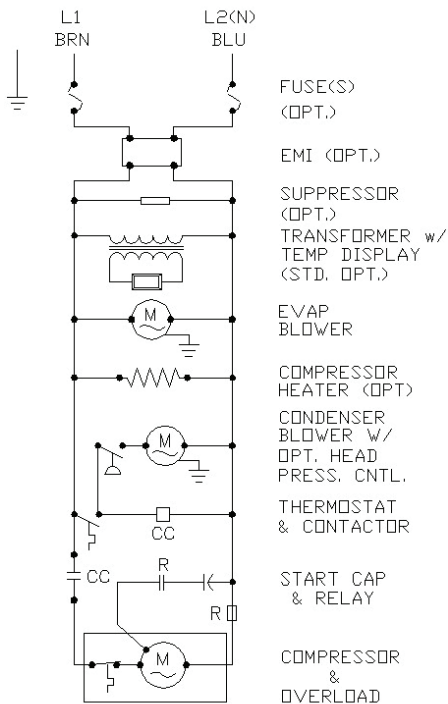 L1 L2(N)
BRN BLU
FUSE(S)
(OPT.)
EMI (OPT.)
SUPPRESSOR
(OPT.)
TRANSFORMER W/
TEMP DISPLAY
(STD. OPT.)
M
EVAP
BLOWER
COMPRESSOR
HEATER (OPT)
CONDENSER
BLOWER W/
OPT. HEAD
PRESS. CNTL.
M
THERMOSTAT
& CONTACTOR
CC
CC
R
START CAP
& RELAY
R
M
COMPRESSOR
&
OVERLOAD